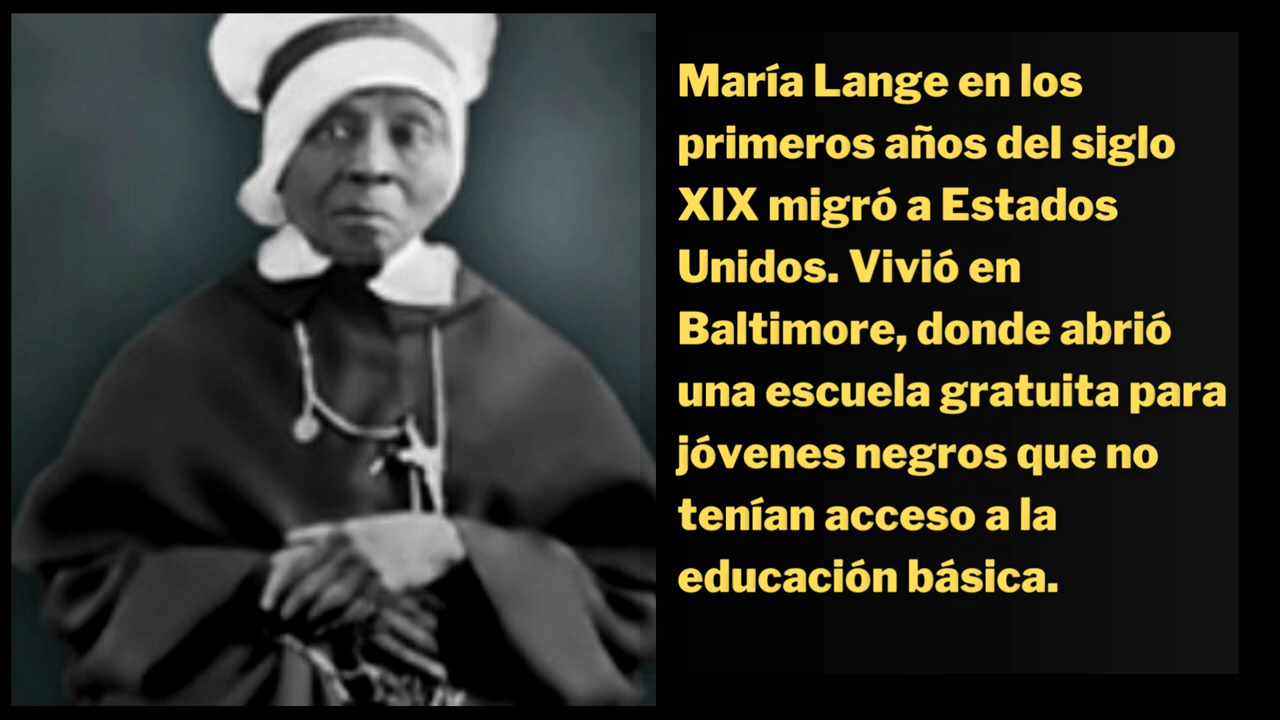 María Lange en los
primeros años del siglo
XIX migró a Estados
Unidos. Vivió en
Baltimore, donde abrió
una escuela gratuita para
jóvenes negros que no
tenían acceso a la
educación básica.